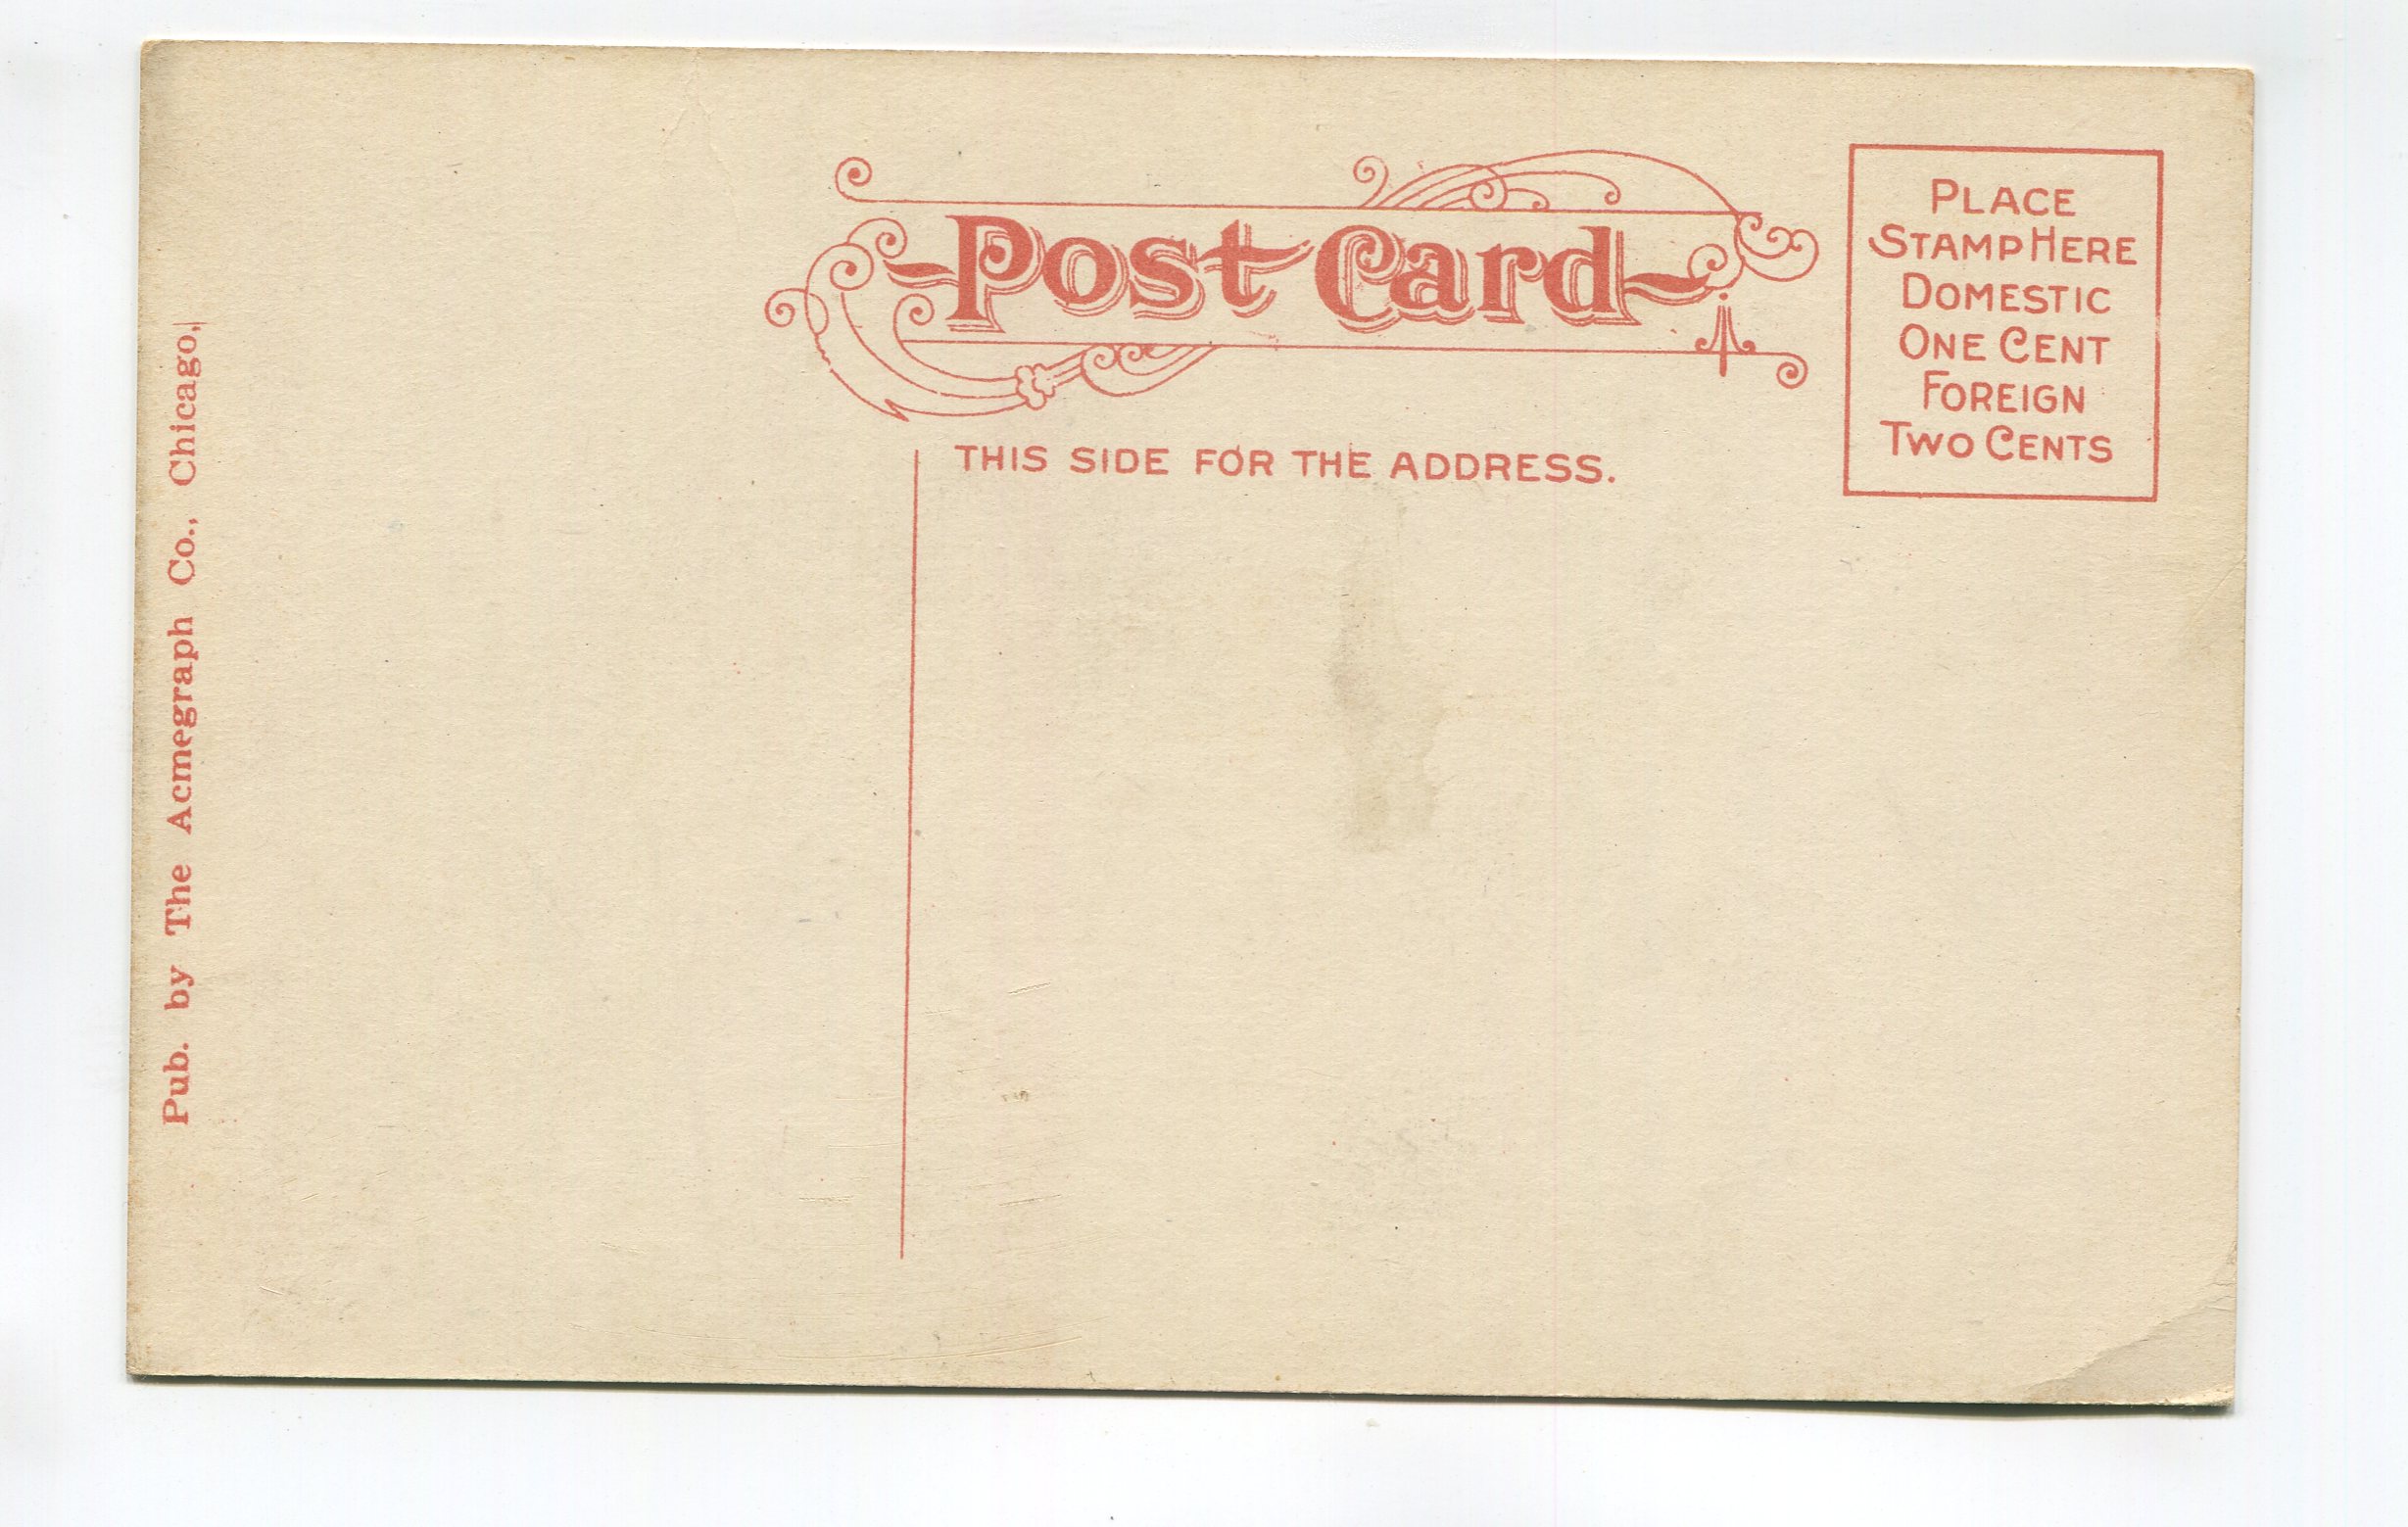 Post Card
PLACE
STAMP HERE
DOMESTIC
ONE CENT
FOREIGN
TWO CENTS
THIS SIDE FOR THE ADDRESS.
Pub. by The Acmegraph Co., Chicago.